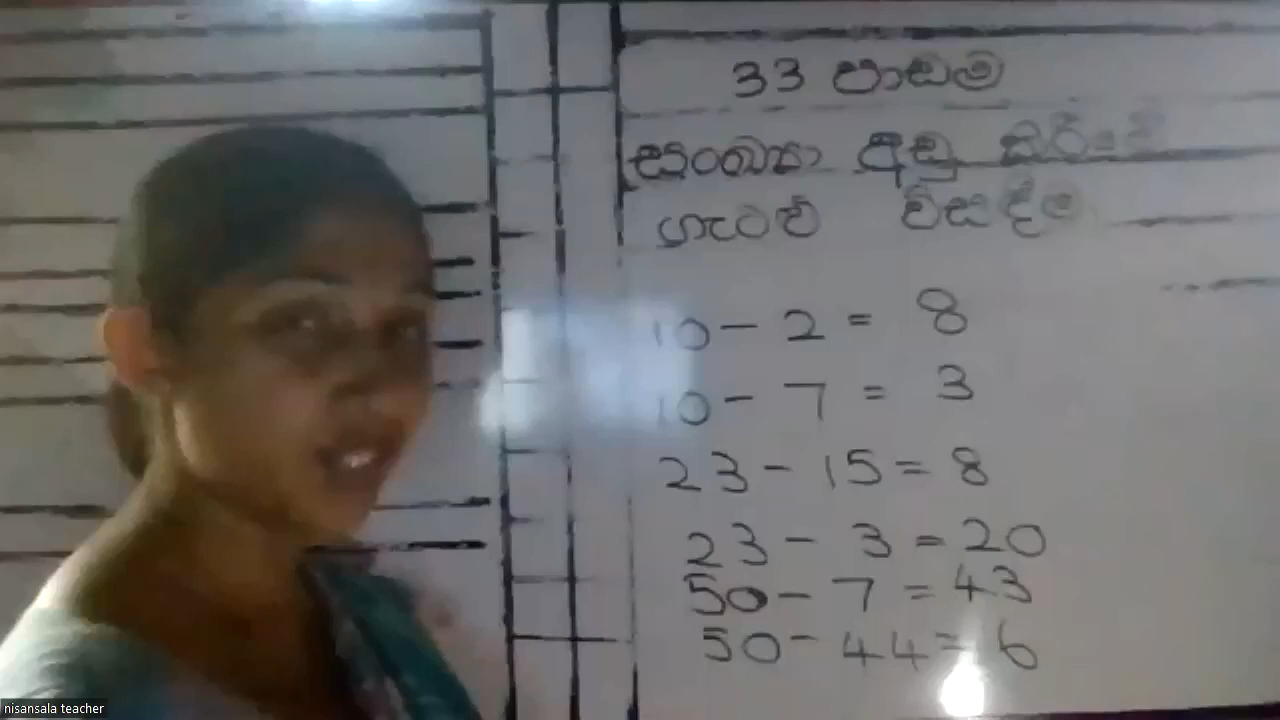 33 පාඩම
සංඛ්‍යා අඩු කිරීමේ
ගැටළු විසදීම
10 - 2 = 8
10 - 7 = 3
23 - 15 = 8
23 - 3 = 20
50 - 7 = 43
50 - 44 = 6
nisansala teacher